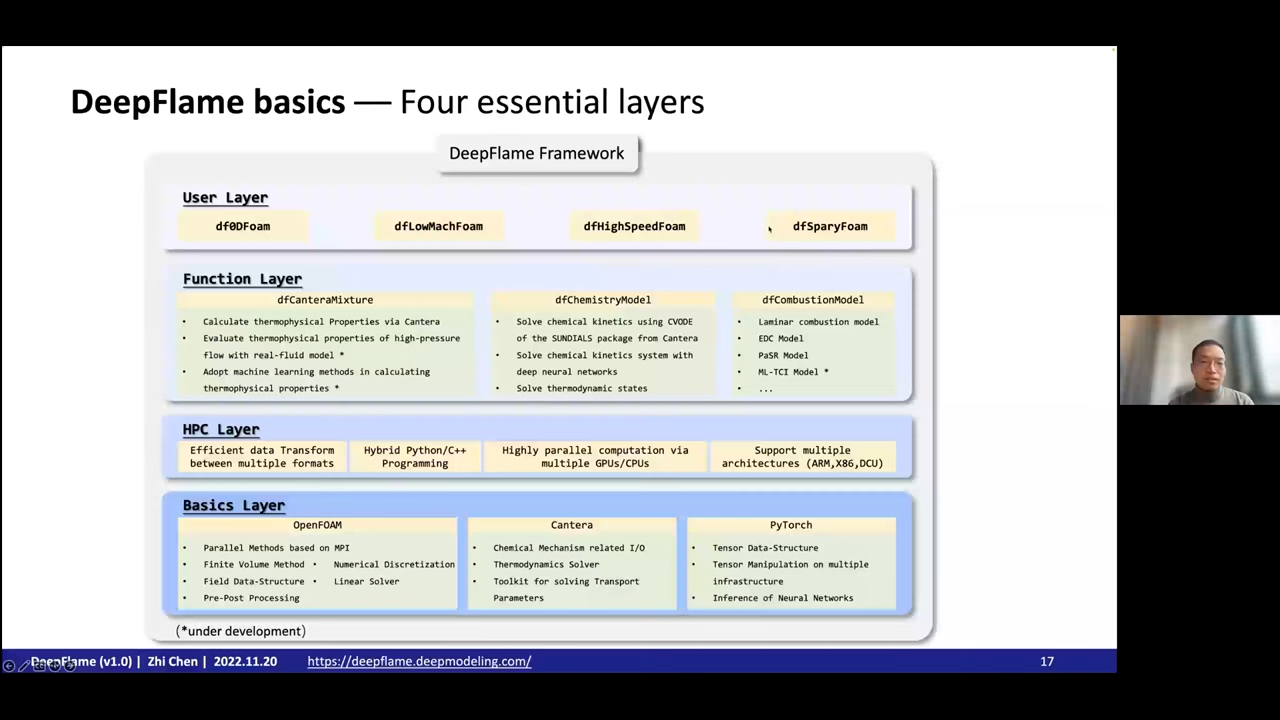 DeepFlame basics — Four essential layers
DeepFlame Framework
User Layer
df0DFoam
dfLowMachFoam
dfHighSpeedFoam
dfSparyFoam
Function Layer
dfCanteraMixture
• Calculate thermophysical Properties via Cantera
• Evaluate thermophysical properties of high-pressure
flow with real-fluid model *
• Adopt machine learning methods in calculating
thermophysical properties *
dfChemistryModel
• Solve chemical kinetics using CVODE
of the SUNDIALS package from Cantera
• Solve chemical kinetics system with
deep neural networks
• Solve thermodynamic states
dfCombustionModel
• Laminar combustion model
• EDC Model
• PaSR Model
• ML-TCI Model *
• ...
HPC Layer
Efficient data Transform
between multiple formats
Hybrid Python/C++
Programming
Highly parallel computation via
multiple GPUs/CPUs
Support multiple
architectures (ARM,X86,DCU)
Basics Layer
OpenFOAM
• Parallel Methods based on MPI
• Finite Volume Method • Numerical Discretization
• Field Data-Structure • Linear Solver
• Pre-Post Processing
Cantera
• Chemical Mechanism related I/O
• Thermodynamics Solver
• Toolkit for solving Transport
Parameters
PyTorch
• Tensor Data-Structure
• Tensor Manipulation on multiple
infrastructure
• Inference of Neural Networks
(*under development)
DeepFlame (v1.0) | Zhi Chen | 2022.11.20 https://deepflame.deepmodeling.com/ 17